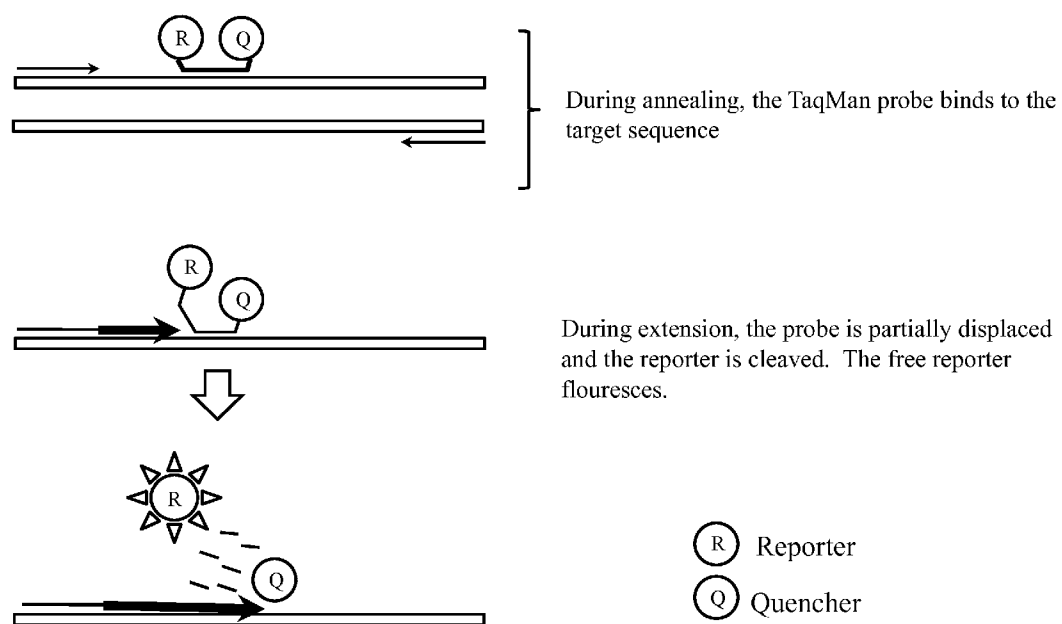 R Q
During annealing, the TaqMan probe binds to the
target sequence
R
Q
During extension, the probe is partially displaced
and the reporter is cleaved.  The free reporter
flouresces.
R
Q
R Reporter
Q Quencher